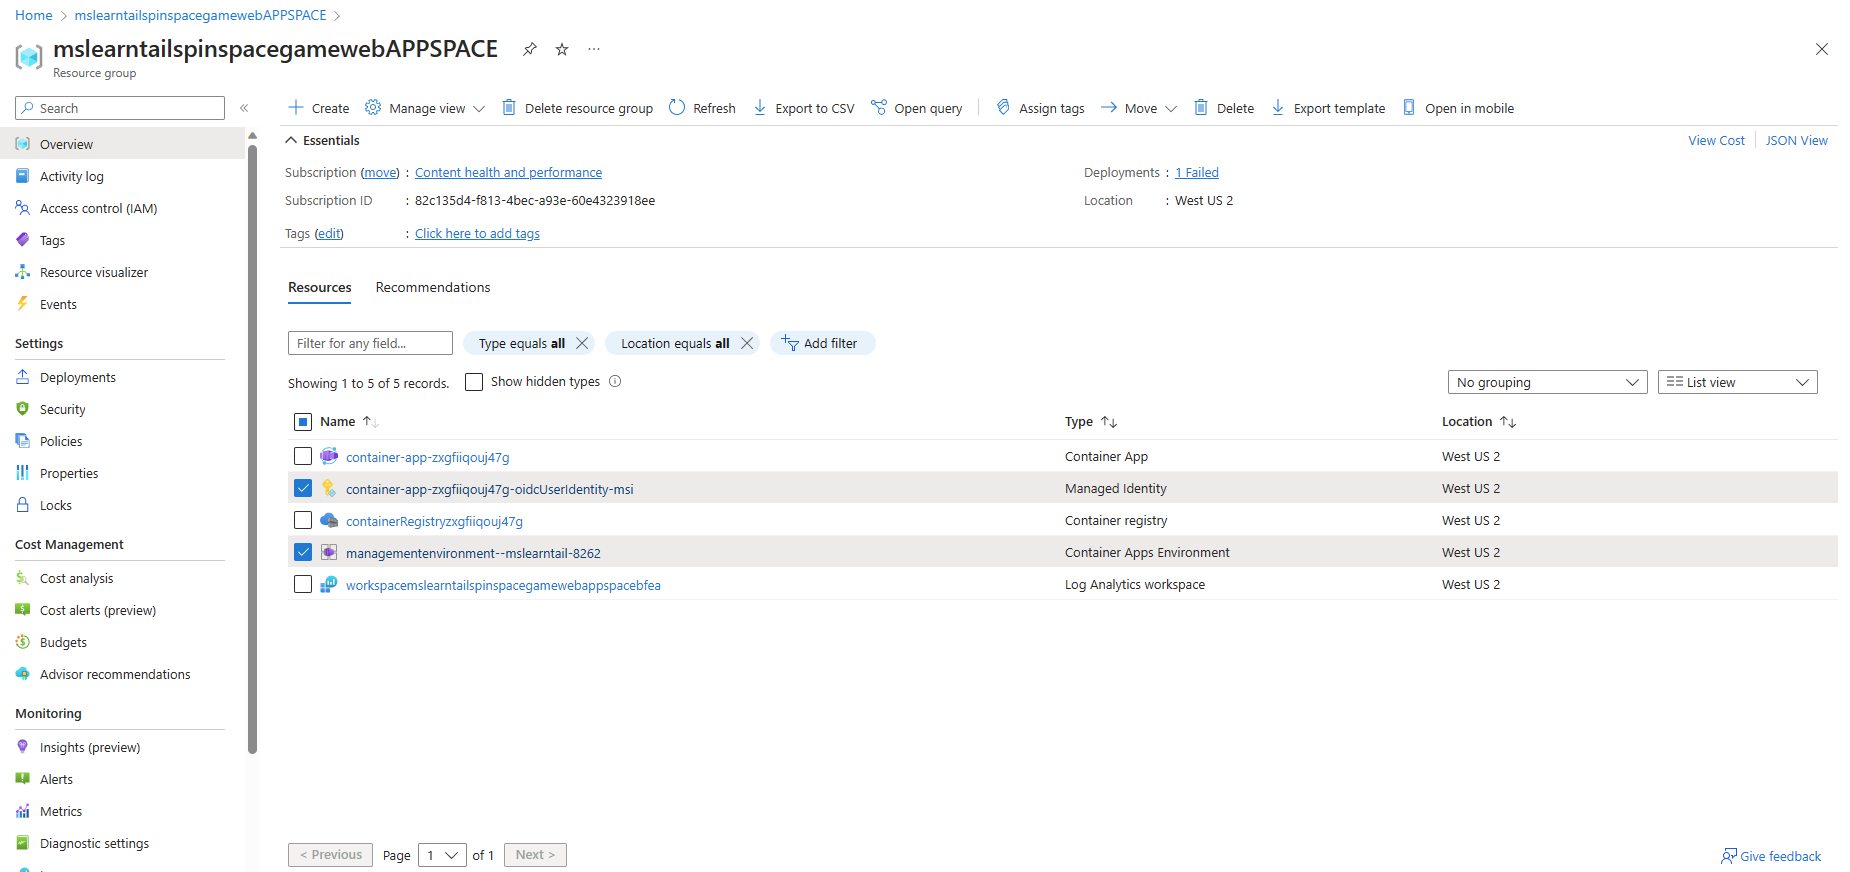 Home
mslearntailspinspacegamewebAPPSPACE
mslearntailspinspacegamewebAPPSPACE
Resource group
Search
Overview
Activity log
Access control (IAM)
Tags
Resource visualizer
Events
Settings
Deployments
Security
Policies
Properties
Locks
Cost Management
Cost analysis
Cost alerts (preview)
Budgets
Advisor recommendations
Monitoring
Insights (preview)
Alerts
Metrics
Diagnostic settings
Create Manage view Delete resource group Refresh Export to CSV Open query Assign tags Move Delete Export template Open in mobile
Essentials
View Cost JSON View
Subscription (move) : Content health and performance
Deployments : 1 Failed
Subscription ID : 82c135d4-f813-4bec-a93e-60e4323918ee
Location : West US 2
Tags (edit) : Click here to add tags
Resources Recommendations
Filter for any field... Type equals all Location equals all Add filter
Showing 1 to 5 of 5 records. Show hidden types
No grouping List view
Name Type Location
container-app-zxgfiiqouj47g Container App West US 2
container-app-zxgfiiqouj47g-oidcUserIdentity-msi Managed Identity West US 2
containerRegistryzxgfiiqouj47g Container registry West US 2
managementenvironment--mslearntail-8262 Container Apps Environment West US 2
workspacemslearntailspinspacegamewebappspacebfea Log Analytics workspace West US 2
< Previous Page 1 of 1 Next >
Give feedback